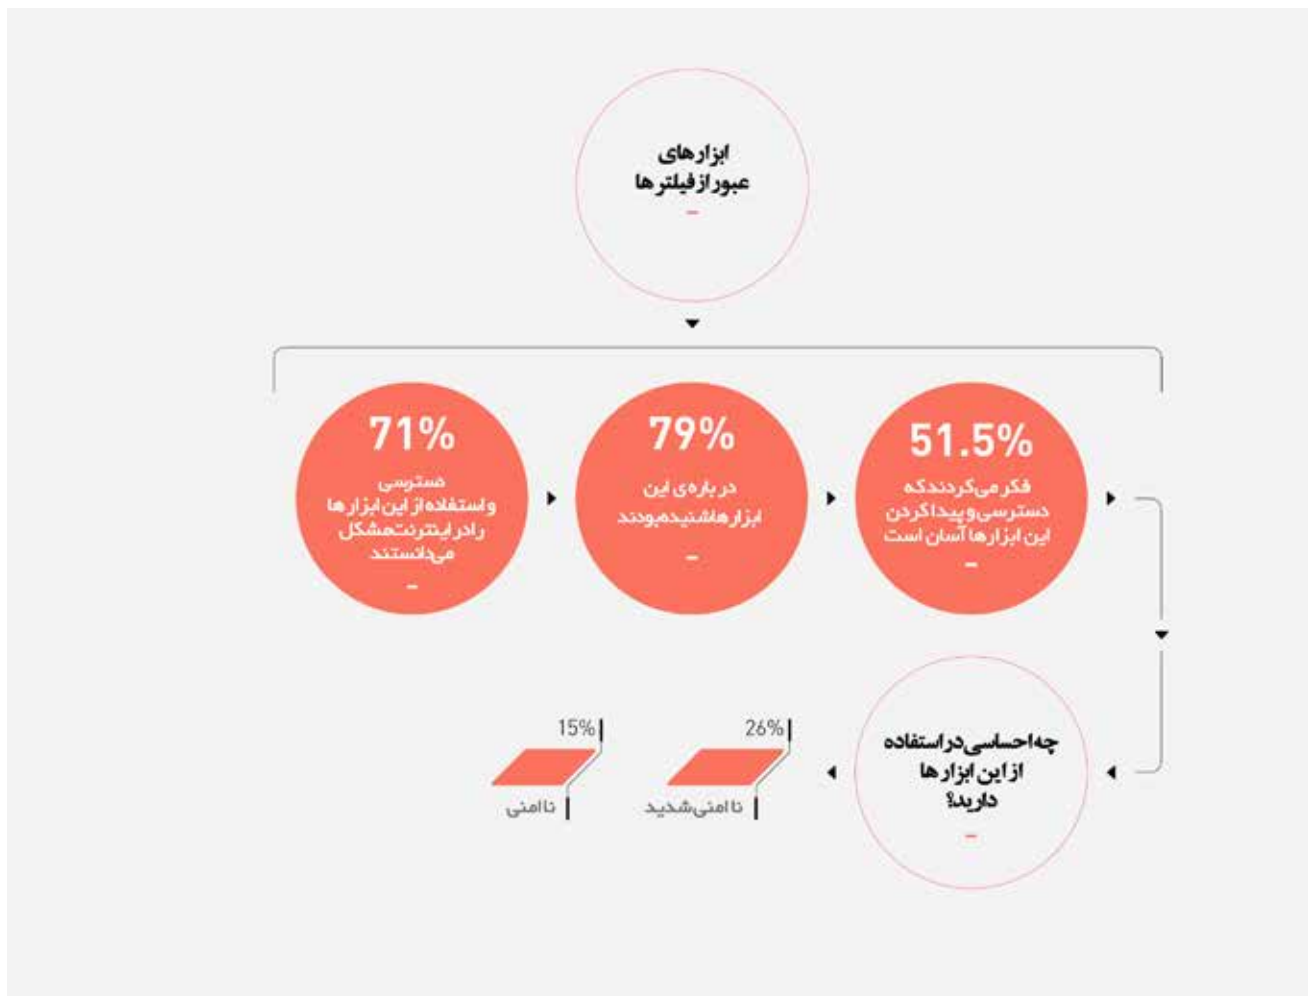 ابزارهای
عبور از فیلترها
71%
دسترسی
و استفاده از این ابزارها
را در اینترنت مشکل
می‌دانستند
79%
درباره‌ی این
ابزارها شنیده بودند
51.5%
فکر می‌کردند که
دسترسی و پیدا کردن
این ابزارها آسان است
چه احساسی در استفاده
از این ابزارها
دارید؟
26%
نا امنی شدید
15%
نا امنی